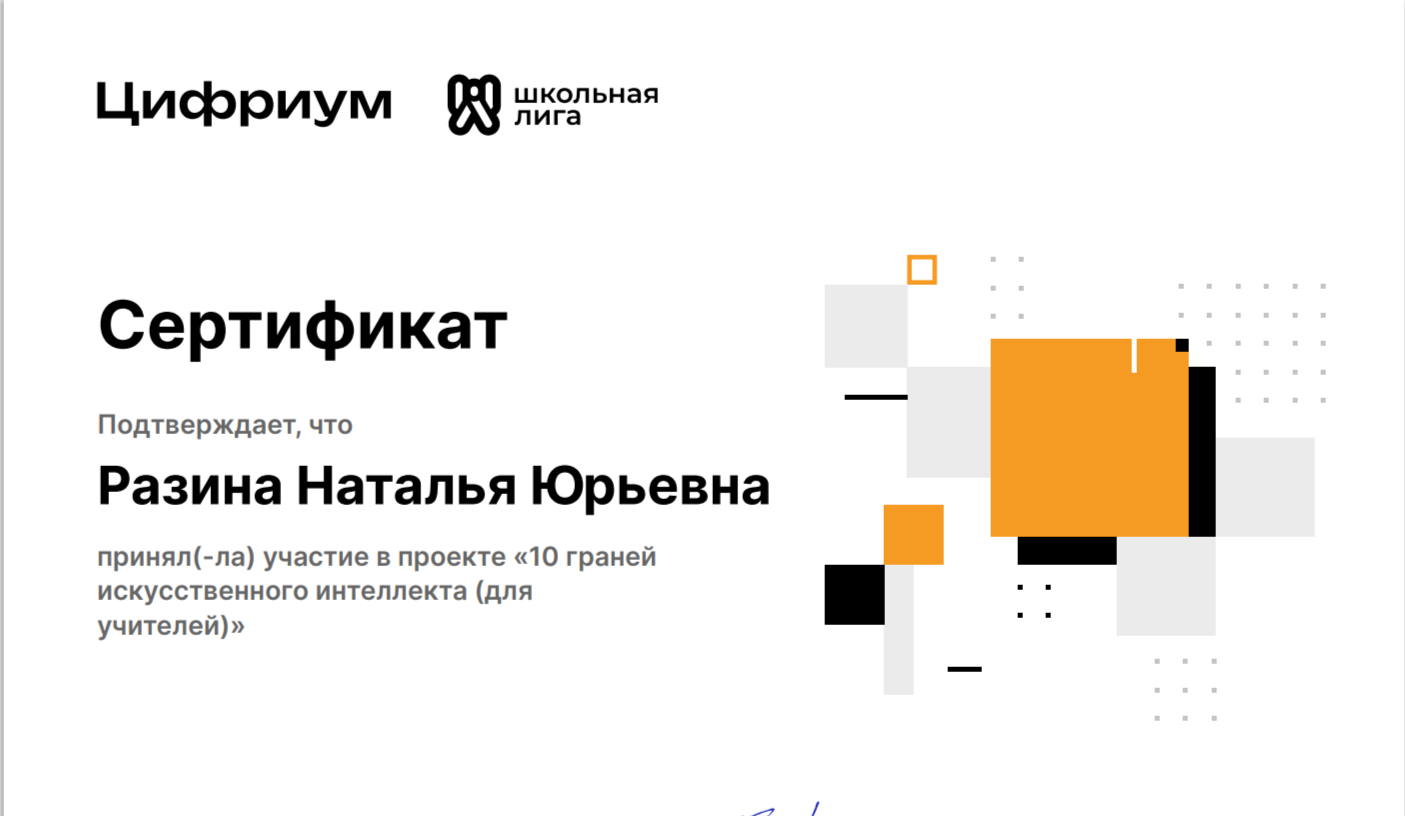 Цифриум
школьная
лига
Сертификат
Подтверждает, что
Разина Наталья Юрьевна
принял(-ла) участие в проекте «10 граней
искусственного интеллекта (для
учителей)»